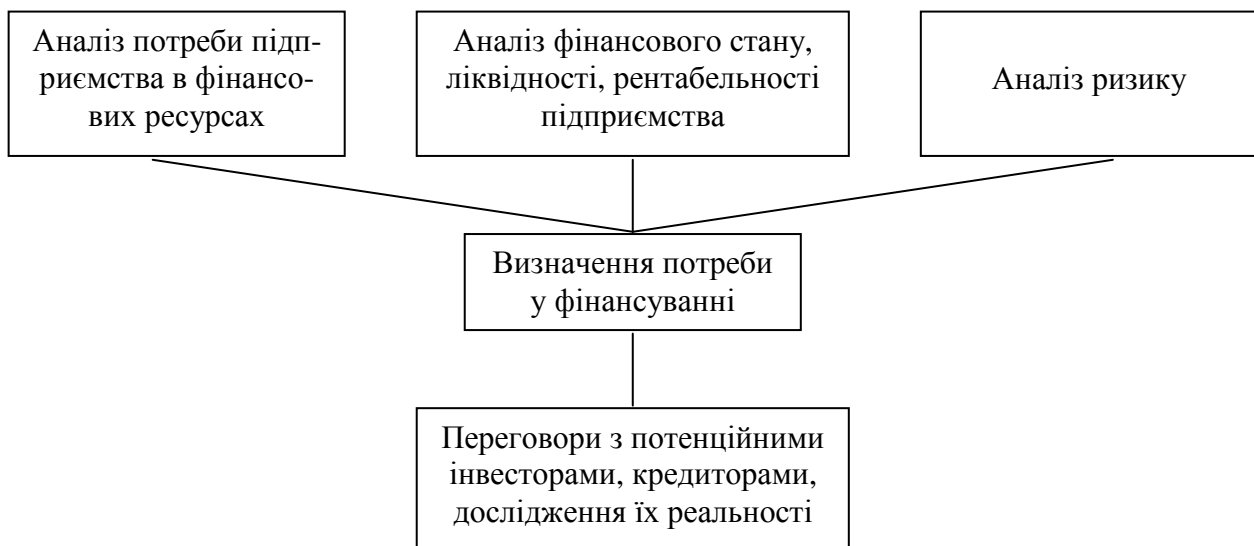 Аналіз потреби підп-
риємства в фінансо-
вих ресурсах
Аналіз фінансового стану,
ліквідності, рентабельності
підприємства
Аналіз ризику
Визначення потреби
у фінансуванні
Переговори з потенційними
інвесторами, кредиторами,
дослідження їх реальності